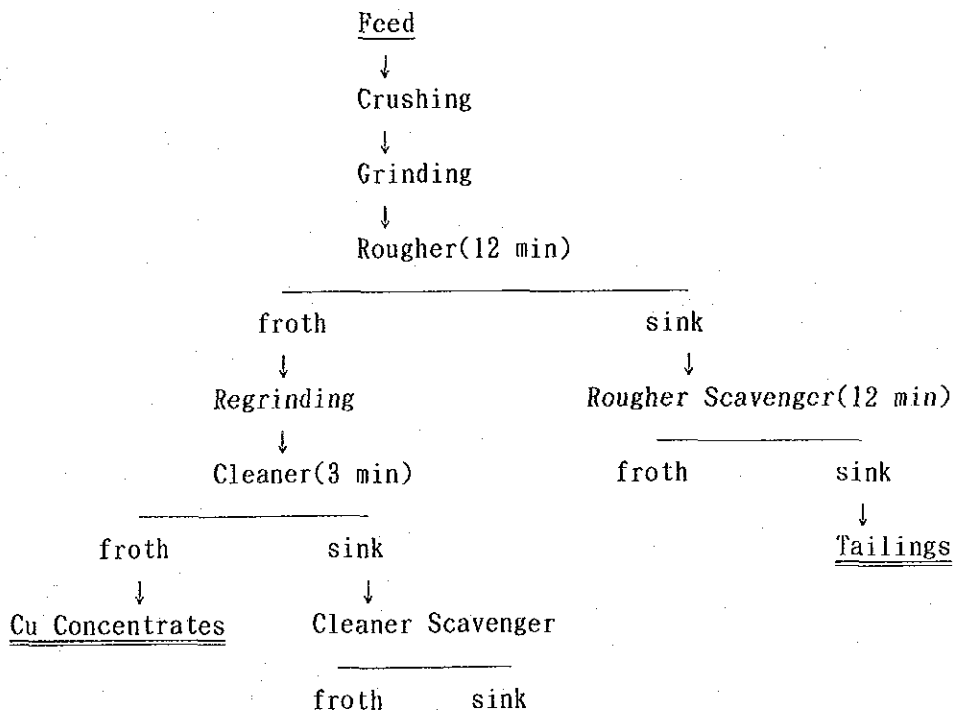 Feed
↓
Crushing
↓
Grinding
↓
Rougher(12 min)
froth sink
↓ ↓
Regrinding Rougher Scavenger(12 min)
↓
Cleaner(3 min) froth sink
↓
froth sink Tailings
↓ ↓
Cu Concentrates Cleaner Scavenger
froth sink